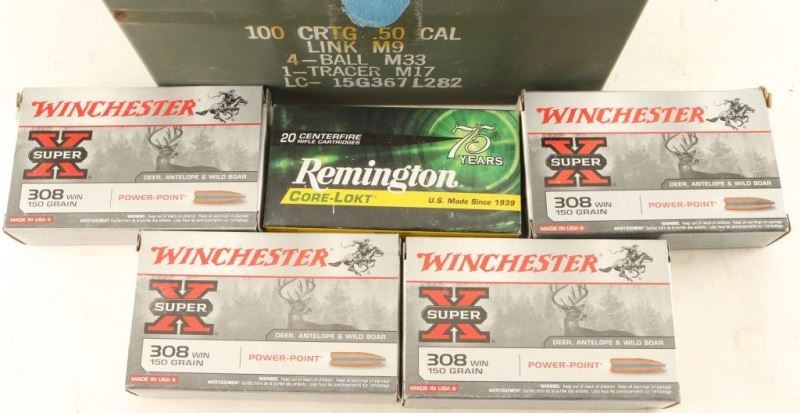 100 CRTG .50 CAL
LINK M9
4-BALL M33
1-TRACER M17
LC- 15G367L282
WINCHESTER
X
SUPER
DEER, ANTELOPE & WILD BOAR
308 WIN
150 GRAIN
POWER-POINT
MADE IN USA
20 CENTERFIRE
RIFLE CARTRIDGES
75
YEARS
Remington
CORE-LOKT
U.S. Made Since 1939
WINCHESTER
X
SUPER
DEER, ANTELOPE & WILD BOAR
308 WIN
150 GRAIN
POWER-POINT
MADE IN USA
WINCHESTER
X
SUPER
DEER, ANTELOPE & WILD BOAR
308 WIN
150 GRAIN
POWER-POINT
MADE IN USA
WINCHESTER
X
SUPER
DEER, ANTELOPE & WILD BOAR
308 WIN
150 GRAIN
POWER-POINT
MADE IN USA